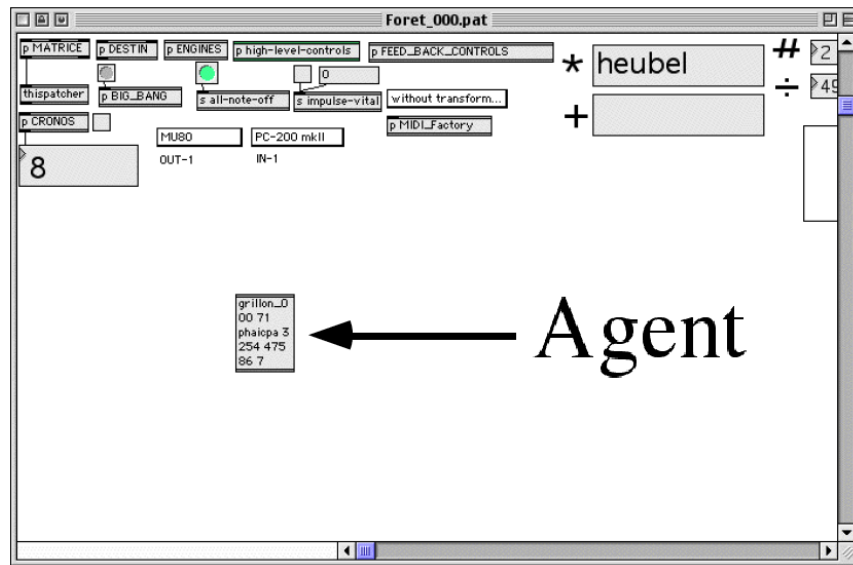 Foret_000.pat
p MATRICE p DESTIN p ENGINES p high-level-controls p FEED_BACK_CONTROLS
* heubel # 2
0
thispatcher p BIG_BANG s all-note-off s impulse-vital without transform... ÷ 49
p CRONOS + p MIDI_Factory
MU80 PC-200 mkII
8
OUT-1 IN-1
grillon_0
00 71
phaicpa 3
254 475
86 7
Agent